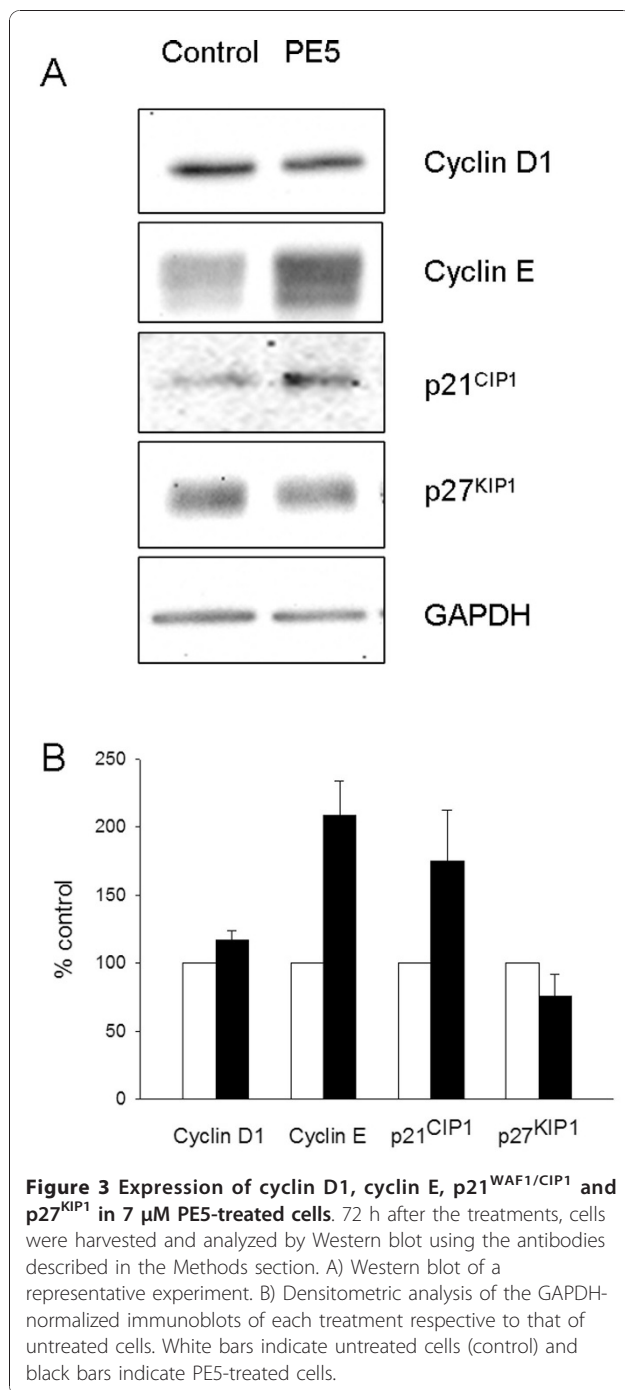 Control PE5
A
Cyclin D1
Cyclin E
p21CIP1
p27KIP1
GAPDH
B
250
200
150
100
50
0
% control
Cyclin D1 Cyclin E p21CIP1 p27KIP1
Figure 3 Expression of cyclin D1, cyclin E, p21WAF1/CIP1 and
p27KIP1 in 7 μM PE5-treated cells. 72 h after the treatments, cells
were harvested and analyzed by Western blot using the antibodies
described in the Methods section. A) Western blot of a
representative experiment. B) Densitometric analysis of the GAPDH-
normalized immunoblots of each treatment respective to that of
untreated cells. White bars indicate untreated cells (control) and
black bars indicate PE5-treated cells.